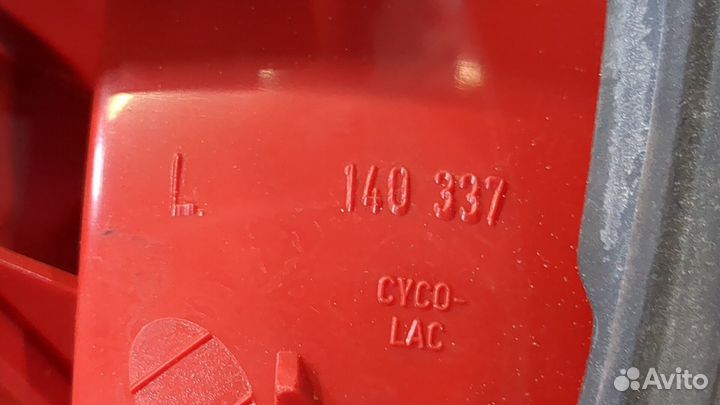 L. 140 337
CYCO-
LAC
Avito